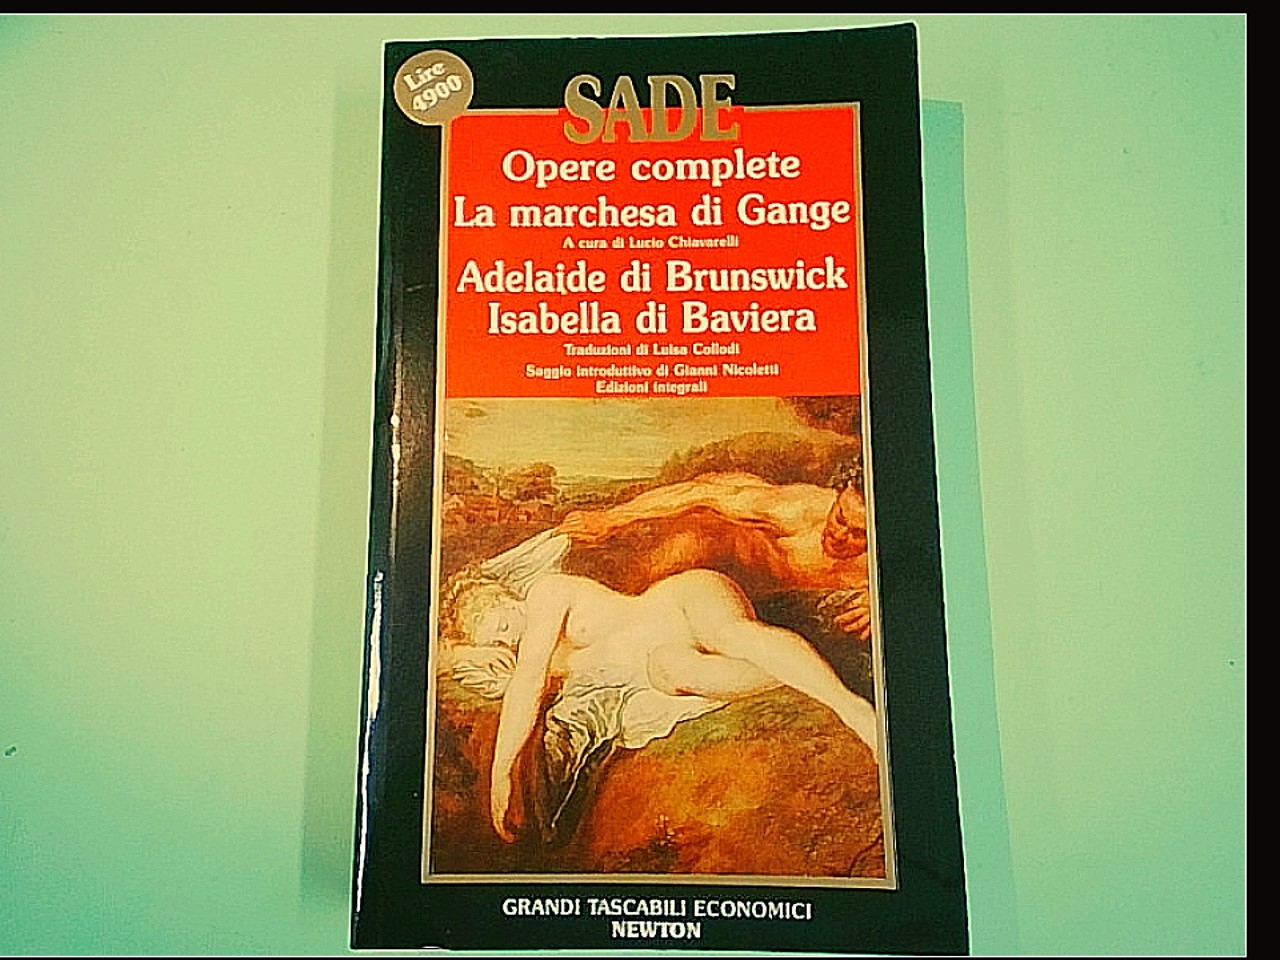 Lire
4900
SADE
Opere complete
La marchesa di Gange
A cura di Lucio Chiavarelli
Adelaide di Brunswick
Isabella di Baviera
Traduzioni di Luisa Collodi
Saggio introduttivo di Gianni Nicoletti
Edizioni integrali
GRANDI TASCABILI ECONOMICI
NEWTON